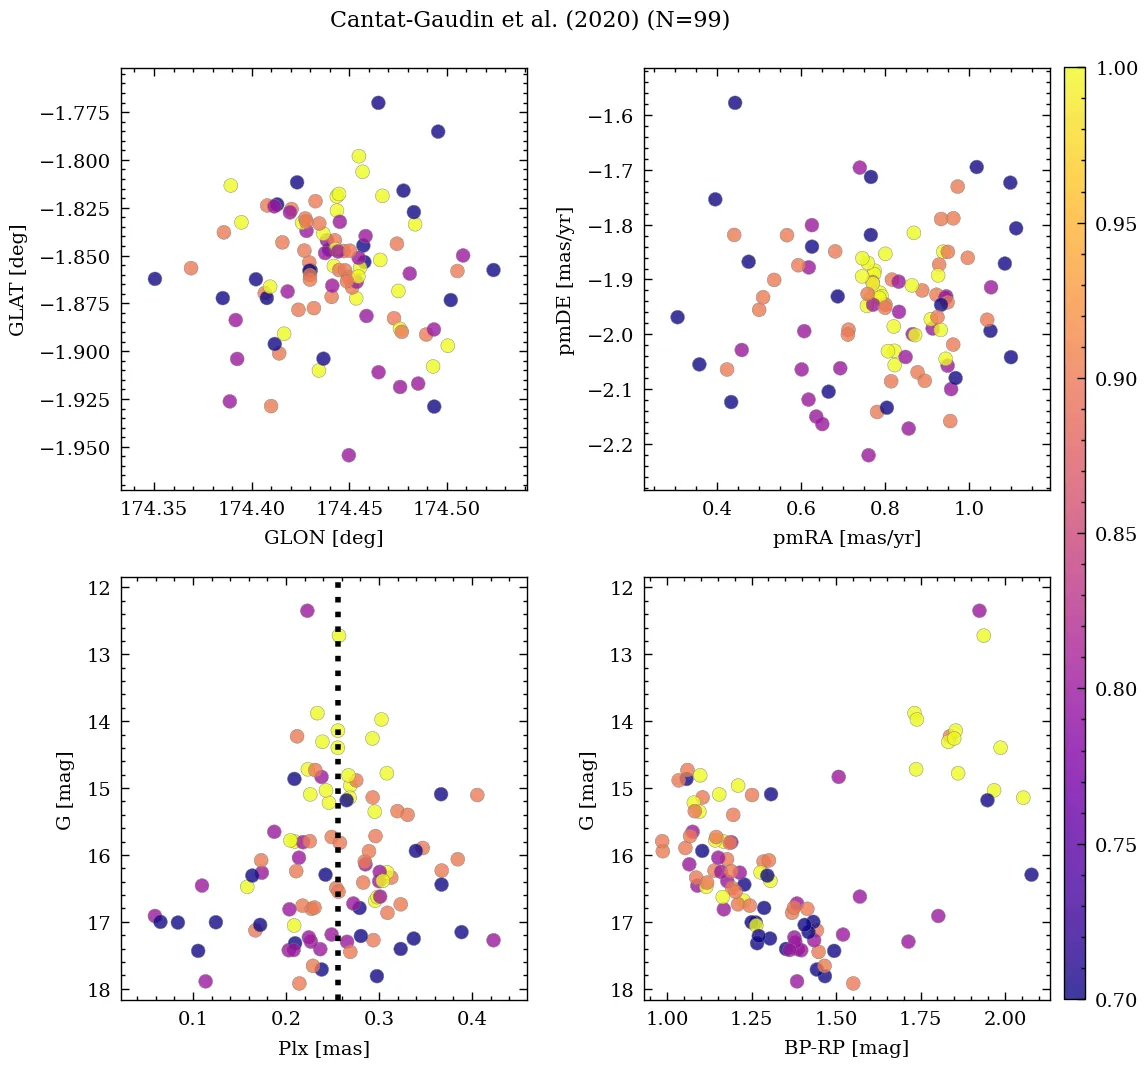 Cantat-Gaudin et al. (2020) (N=99)
−1.775
−1.800
−1.825
−1.850
−1.875
−1.900
−1.925
−1.950
GLAT [deg]
174.35 174.40 174.45 174.50
GLON [deg]
−1.6
−1.7
−1.8
−1.9
−2.0
−2.1
−2.2
pmDE [mas/yr]
0.4 0.6 0.8 1.0
pmRA [mas/yr]
1.00
0.95
0.90
0.85
0.80
0.75
0.70
12
13
14
15
16
17
18
G [mag]
0.1 0.2 0.3 0.4
Plx [mas]
12
13
14
15
16
17
18
G [mag]
1.00 1.25 1.50 1.75 2.00
BP-RP [mag]